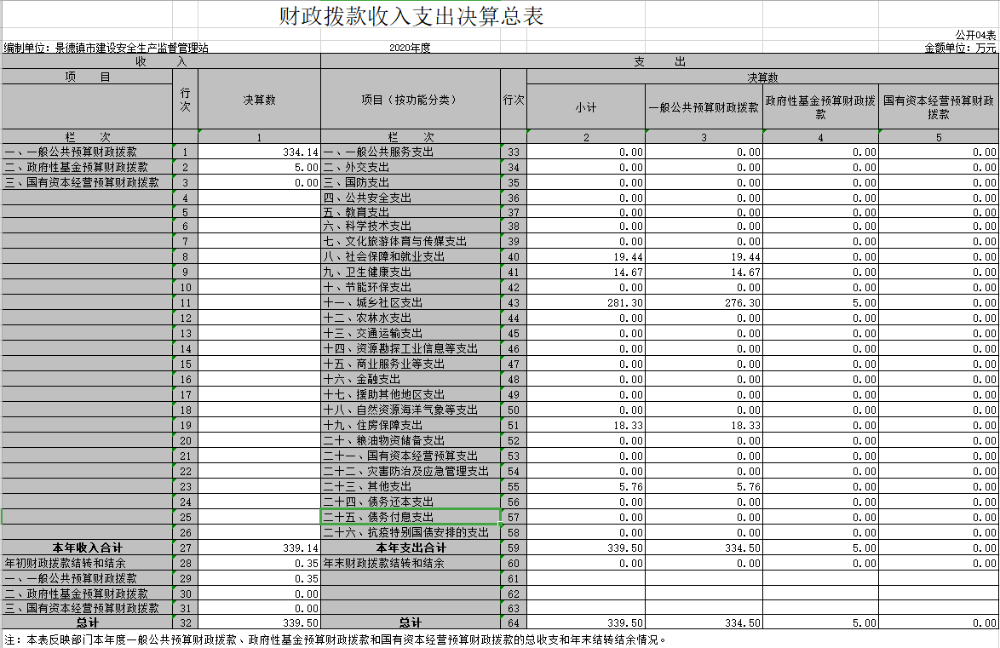 财政拨款收入支出决算总表
公开04表
编制单位：景德镇市建设安全生产监督管理站 2020年度 金额单位：万元
收 入 支 出
项 目 行次 决算数 项目（按功能分类） 行次 决算数
小计 一般公共预算财政拨款 政府性基金预算财政拨款 国有资本经营预算财政拨款
栏 次 1 栏 次 2 3 4 5
一、一般公共预算财政拨款 1 334.14 一、一般公共服务支出 33 0.00 0.00 0.00 0.00
二、政府性基金预算财政拨款 2 5.00 二、外交支出 34 0.00 0.00 0.00 0.00
三、国有资本经营预算财政拨款 3 0.00 三、国防支出 35 0.00 0.00 0.00 0.00
4 四、公共安全支出 36 0.00 0.00 0.00 0.00
5 五、教育支出 37 0.00 0.00 0.00 0.00
6 六、科学技术支出 38 0.00 0.00 0.00 0.00
7 七、文化旅游体育与传媒支出 39 0.00 0.00 0.00 0.00
8 八、社会保障和就业支出 40 19.44 19.44 0.00 0.00
9 九、卫生健康支出 41 14.67 14.67 0.00 0.00
10 十、节能环保支出 42 0.00 0.00 0.00 0.00
11 十一、城乡社区支出 43 281.30 276.30 5.00 0.00
12 十二、农林水支出 44 0.00 0.00 0.00 0.00
13 十三、交通运输支出 45 0.00 0.00 0.00 0.00
14 十四、资源勘探工业信息等支出 46 0.00 0.00 0.00 0.00
15 十五、商业服务业等支出 47 0.00 0.00 0.00 0.00
16 十六、金融支出 48 0.00 0.00 0.00 0.00
17 十七、援助其他地区支出 49 0.00 0.00 0.00 0.00
18 十八、自然资源海洋气象等支出 50 0.00 0.00 0.00 0.00
19 十九、住房保障支出 51 18.33 18.33 0.00 0.00
20 二十、粮油物资储备支出 52 0.00 0.00 0.00 0.00
21 二十一、国有资本经营预算支出 53 0.00 0.00 0.00 0.00
22 二十二、灾害防治及应急管理支出 54 0.00 0.00 0.00 0.00
23 二十三、其他支出 55 5.76 5.76 0.00 0.00
24 二十四、债务还本支出 56 0.00 0.00 0.00 0.00
25 二十五、债务付息支出 57 0.00 0.00 0.00 0.00
26 二十六、抗疫特别国债安排的支出 58 0.00 0.00 0.00 0.00
本年收入合计 27 339.14 本年支出合计 59 339.50 334.50 5.00 0.00
年初财政拨款结转和结余 28 0.35 年末财政拨款结转和结余 60 0.00 0.00 0.00 0.00
一、一般公共预算财政拨款 29 0.35 61
二、政府性基金预算财政拨款 30 0.00 62
三、国有资本经营预算财政拨款 31 0.00 63
总计 32 339.50 总计 64 339.50 334.50 5.00 0.00
注：本表反映部门本年度一般公共预算财政拨款、政府性基金预算财政拨款和国有资本经营预算财政拨款的总收支和年末结转结余情况。